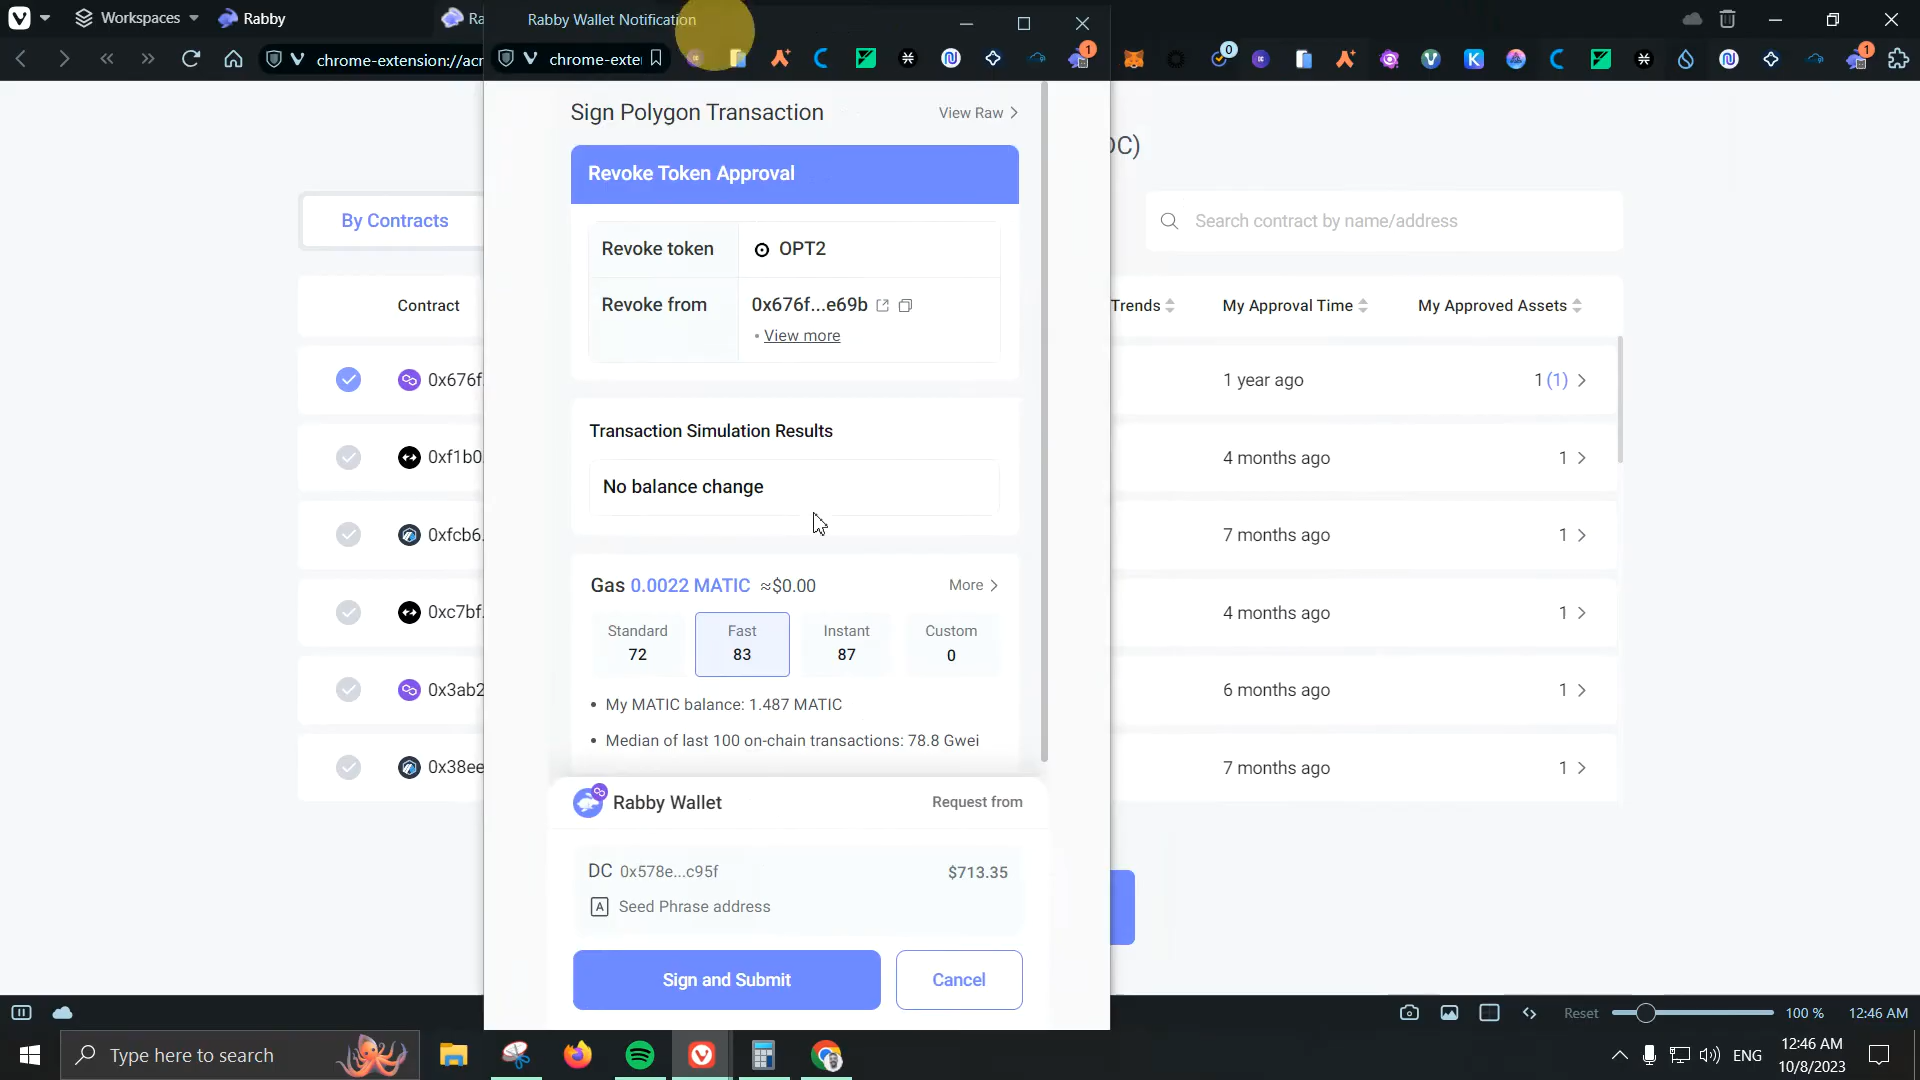 Workspaces
Rabby
Ra
Rabby Wallet Notification
chrome-extension://acr
chrome-exte
1
0
1
Sign Polygon Transaction
View Raw
DC)
Revoke Token Approval
By Contracts
Revoke token
OPT2
Search contract by name/address
Revoke from
0x676f...e69b
View more
Contract
Trends
My Approval Time
My Approved Assets
0x676f
1 year ago
1 (1)
Transaction Simulation Results
No balance change
0xf1b0
4 months ago
1
0xfcb6.
7 months ago
1
Gas 0.0022 MATIC ≈$0.00
More
Standard
72
Fast
83
Instant
87
Custom
0
0xc7bf.
4 months ago
1
0x3ab2
6 months ago
1
• My MATIC balance: 1.487 MATIC
• Median of last 100 on-chain transactions: 78.8 Gwei
0x38ee
7 months ago
1
Rabby Wallet
Request from
DC 0x578e...c95f
$713.35
A
Seed Phrase address
Sign and Submit
Cancel
Reset
100 %
12:46 AM
Type here to search
ENG
12:46 AM
10/8/2023